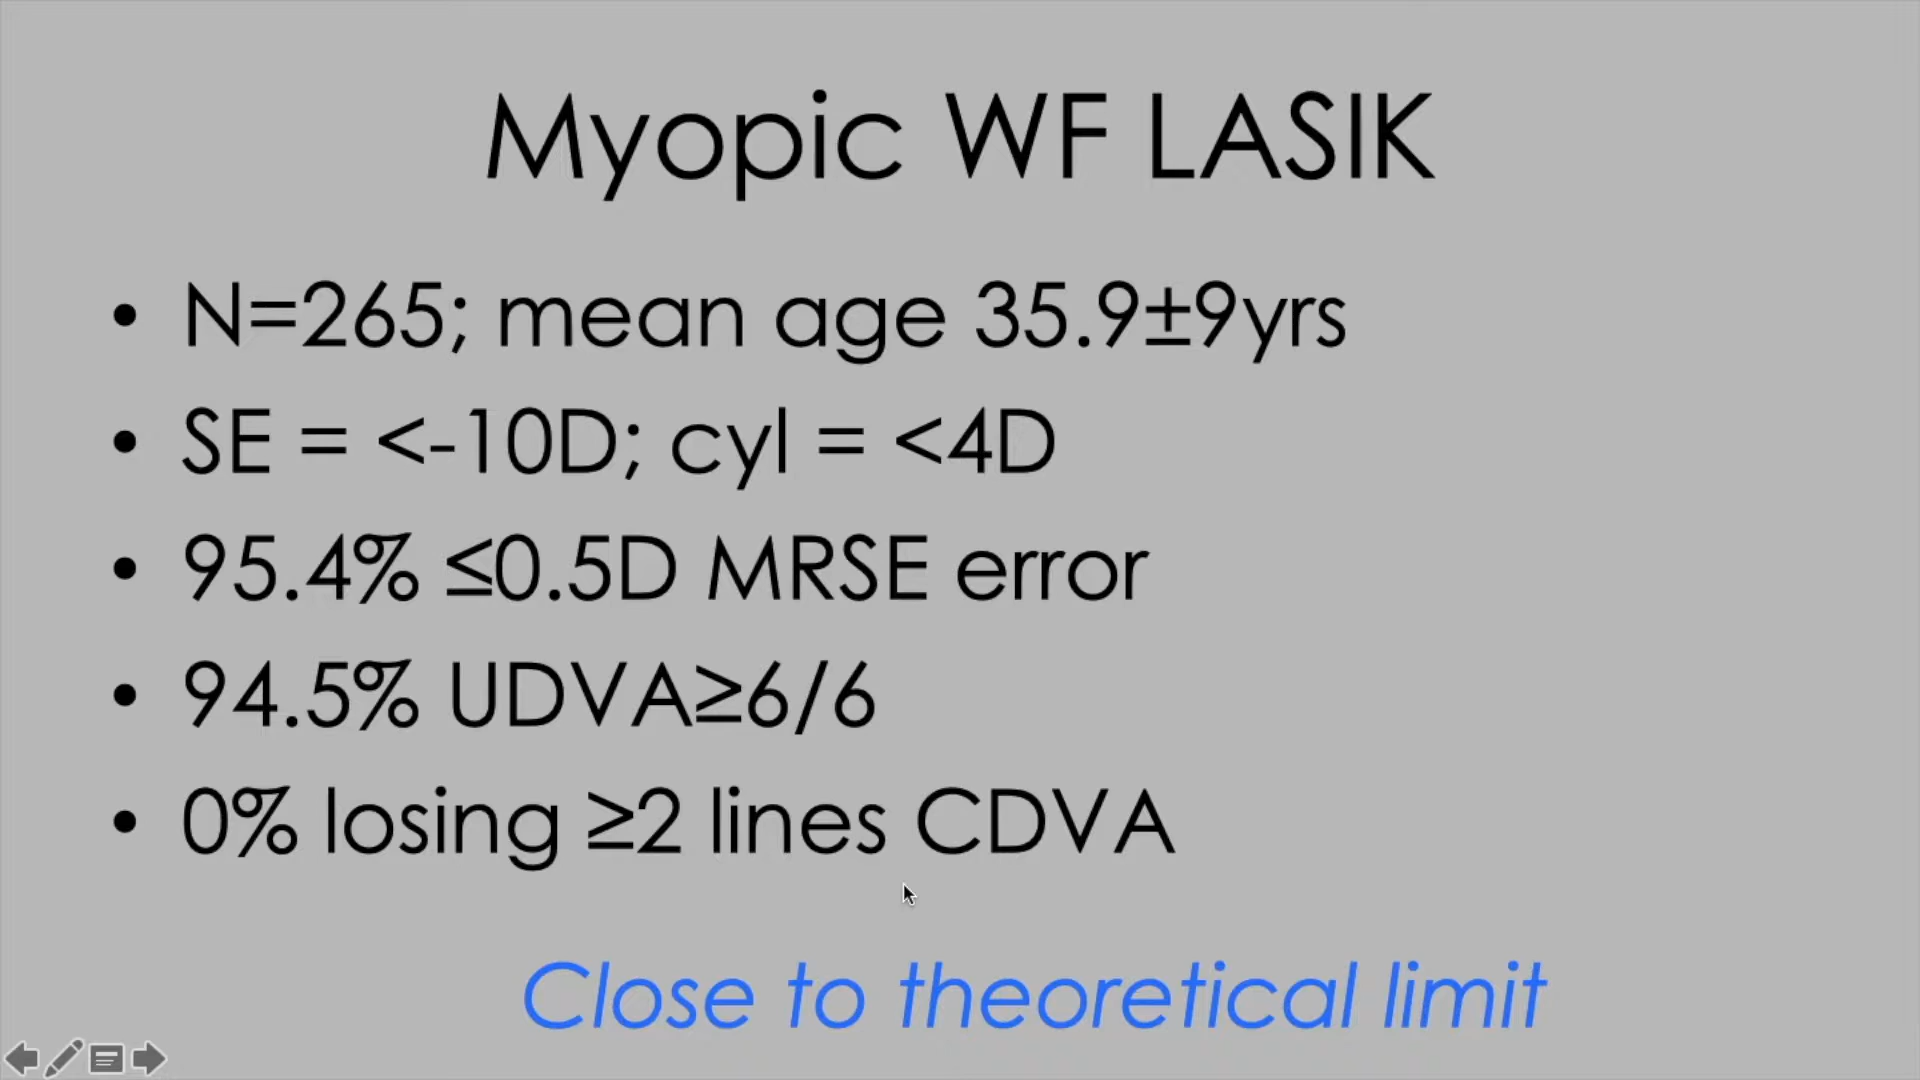 Myopic WF LASIK
• N=265; mean age 35.9±9yrs
• SE = <-10D; cyl = <4D
• 95.4% ≤0.5D MRSE error
• 94.5% UDVA≥6/6
• 0% losing ≥2 lines CDVA
Close to theoretical limit